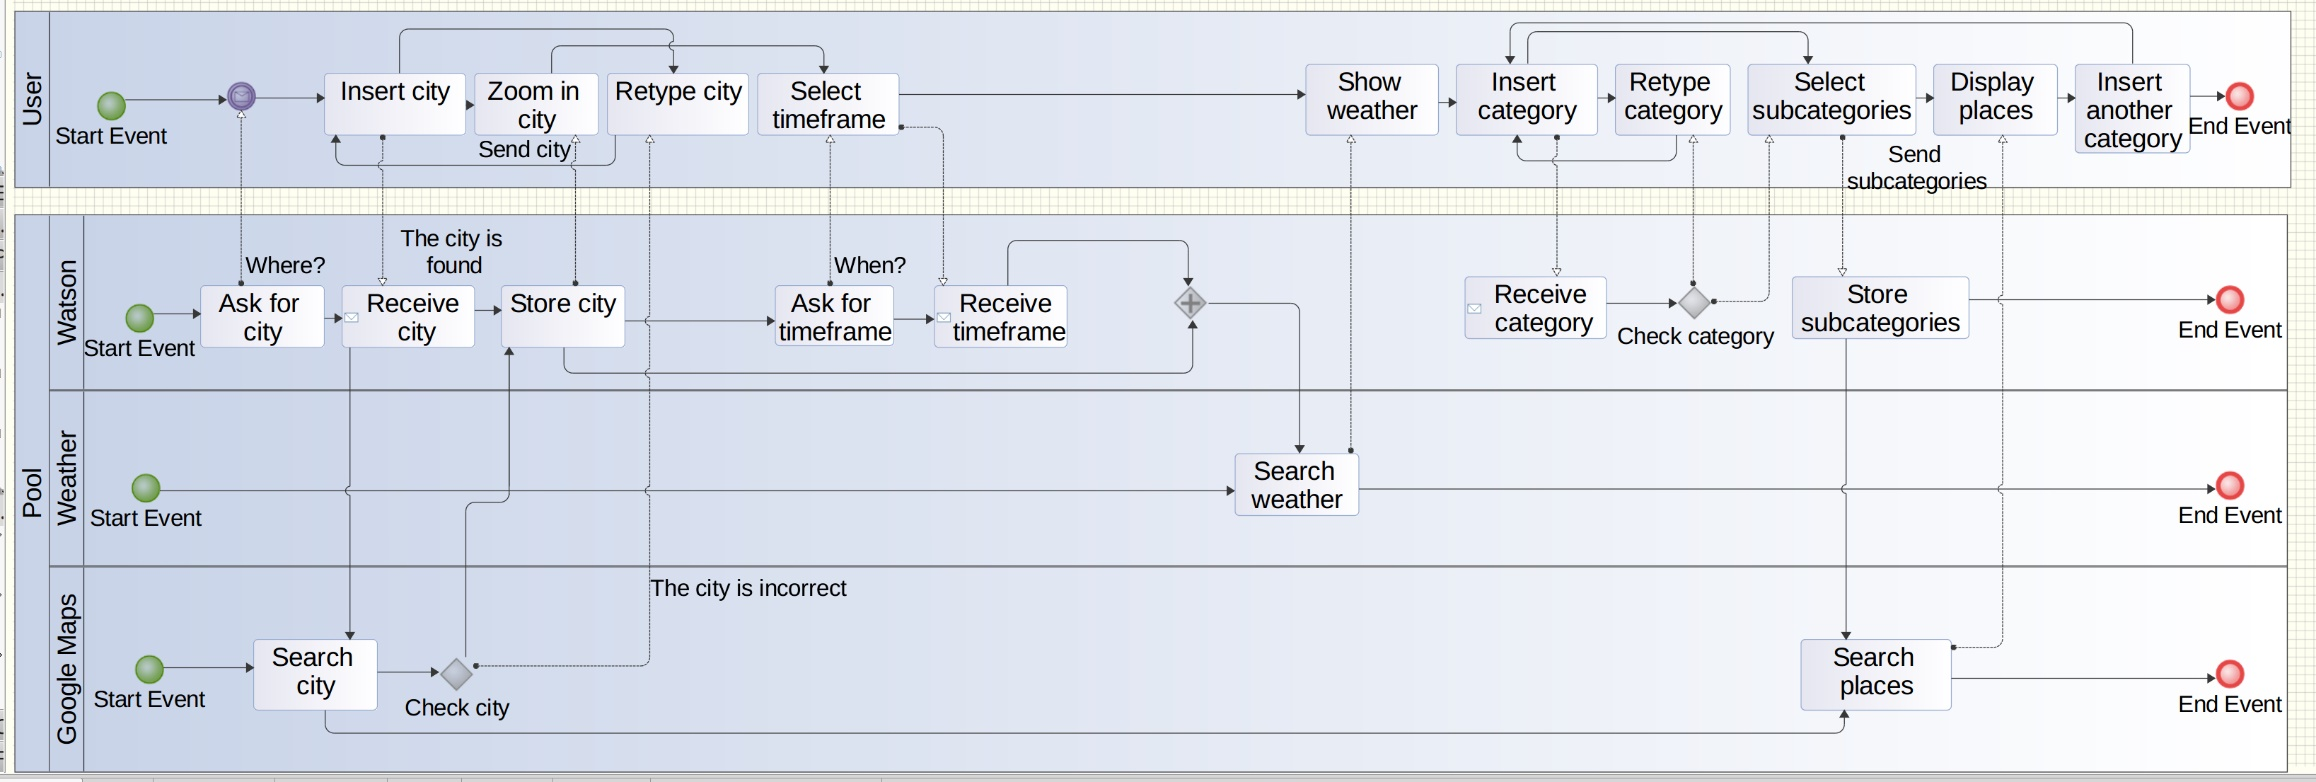 User
Start Event
Insert city
Zoom in
city
Send city
Retype city
Select
timeframe
Show
weather
Insert
category
Retype
category
Select
subcategories
Send
subcategories
Display
places
Insert
another
category
End Event
Pool
Watson
Start Event
Where?
Ask for
city
The city is
found
Receive
city
Store city
When?
Ask for
timeframe
Receive
timeframe
Receive
category
Check category
Store
subcategories
End Event
Weather
Start Event
Search
weather
End Event
Google Maps
Start Event
Search
city
Check city
The city is incorrect
Search
places
End Event